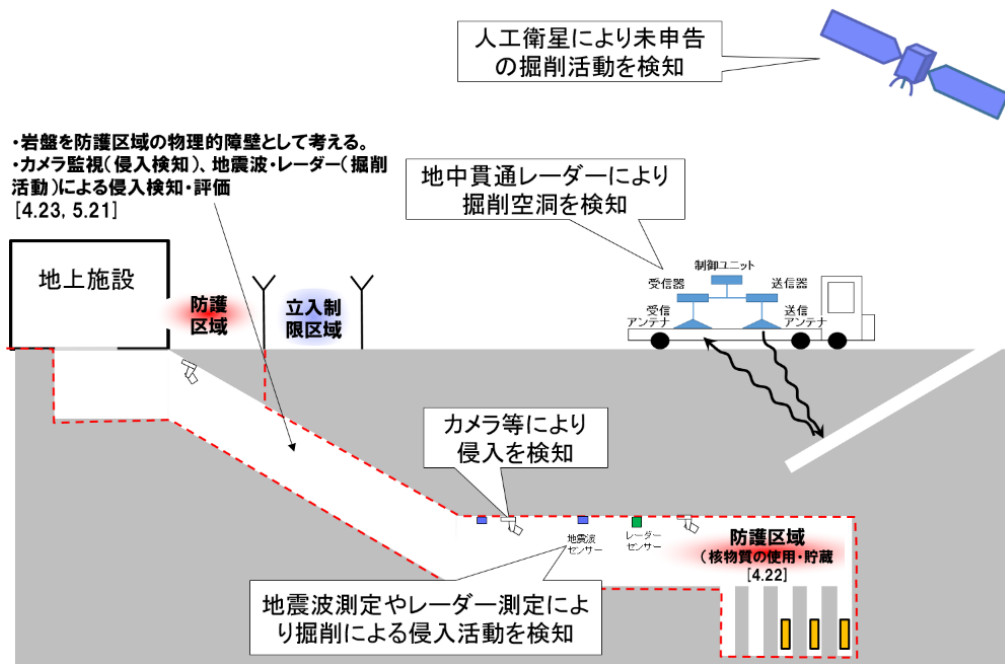 人工衛星により未申告
の掘削活動を検知
・岩盤を防護区域の物理的障壁として考える。
・カメラ監視(侵入検知)、地震波・レーダー(掘削
活動)による侵入検知・評価
[4.23, 5.21]
地中貫通レーダーにより
掘削空洞を検知
地上施設
防護
区域
立入制
限区域
制御ユニット
受信器
送信器
受信
アンテナ
送信
アンテナ
カメラ等により
侵入を検知
地震波
センサー
レーダー
センサー
防護区域
(核物質の使用・貯蔵
[4.22]
地震波測定やレーダー測定によ
り掘削による侵入活動を検知